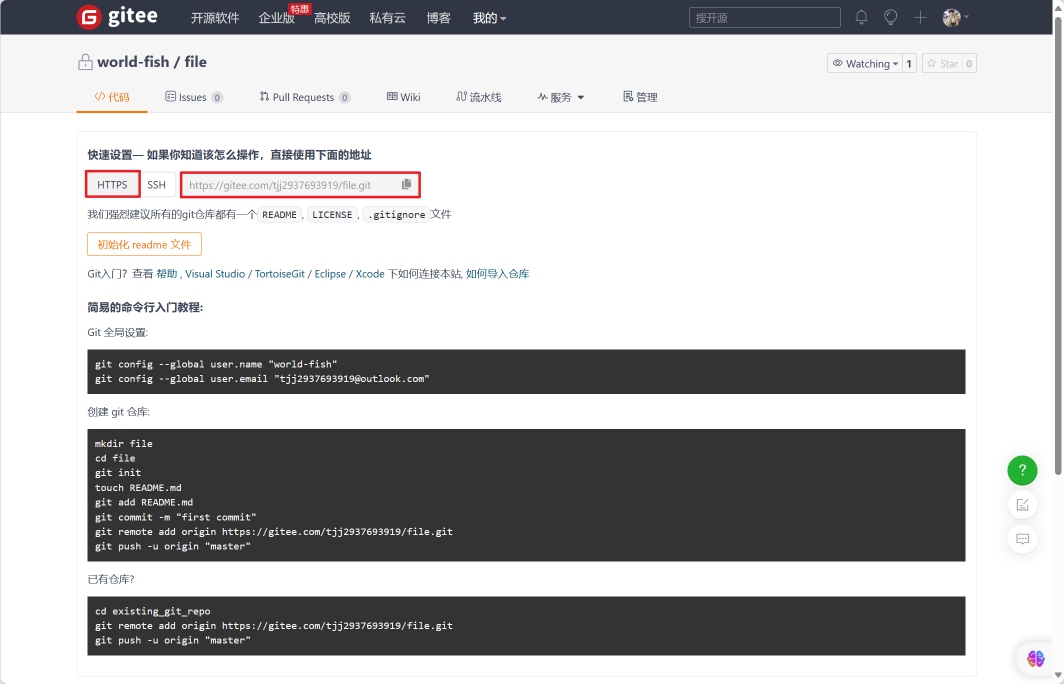 gitee 开源软件 企业版 特惠 高校版 私有云 博客 我的 搜开源
world-fish / file Watching 1 Star 0
代码 Issues 0 Pull Requests 0 Wiki 流水线 服务 管理
快速设置— 如果你知道该怎么操作，直接使用下面的地址
HTTPS SSH https://gitee.com/tjj2937693919/file.git
我们强烈建议所有的git仓库都有一个 README, LICENSE, .gitignore 文件
初始化 readme 文件
Git入门？查看 帮助 , Visual Studio / TortoiseGit / Eclipse / Xcode 下如何连接本站, 如何导入仓库
简易的命令行入门教程:
Git 全局设置:
git config --global user.name "world-fish"
git config --global user.email "tjj2937693919@outlook.com"
创建 git 仓库:
mkdir file
cd file
git init
touch README.md
git add README.md
git commit -m "first commit"
git remote add origin https://gitee.com/tjj2937693919/file.git
git push -u origin "master"
已有仓库?
cd existing_git_repo
git remote add origin https://gitee.com/tjj2937693919/file.git
git push -u origin "master"